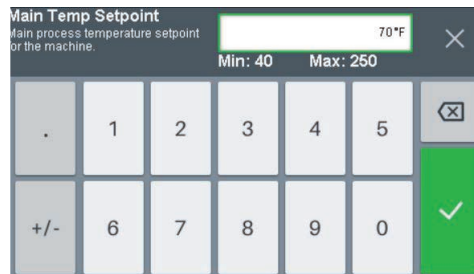 Main Temp Setpoint
Main process temperature setpoint
for the machine.
70°F
Min: 40 Max: 250
. 1 2 3 4 5
+/- 6 7 8 9 0